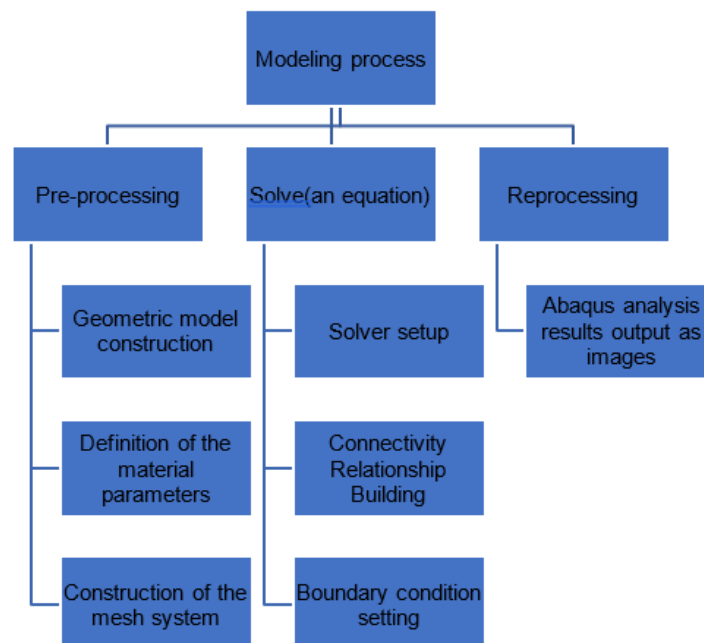 Modeling process
Pre-processing
Solve(an equation)
Reprocessing
Geometric model
construction
Solver setup
Abaqus analysis
results output as
images
Definition of the
material
parameters
Connectivity
Relationship
Building
Construction of the
mesh system
Boundary condition
setting